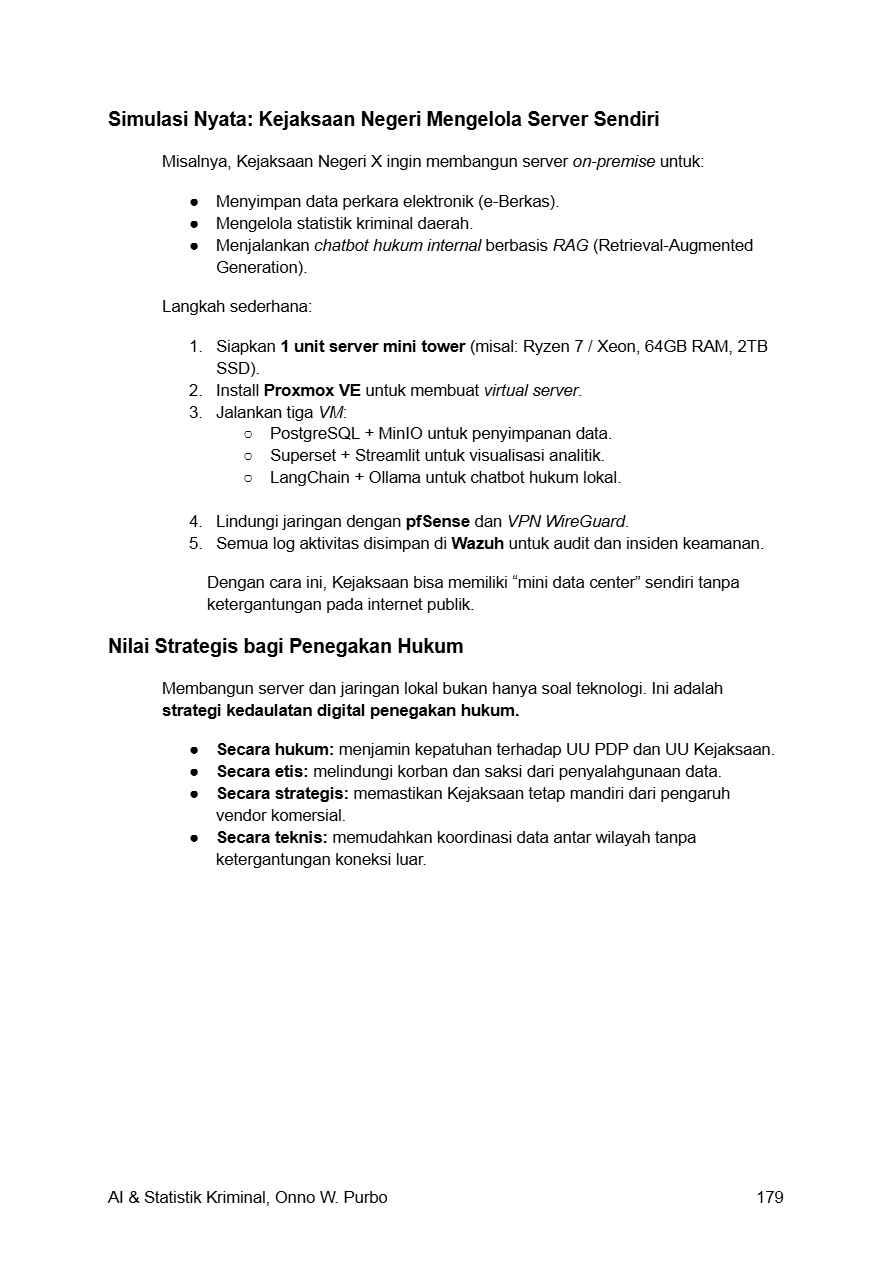 Simulasi Nyata: Kejaksaan Negeri Mengelola Server Sendiri
Misalnya, Kejaksaan Negeri X ingin membangun server on-premise untuk:
● Menyimpan data perkara elektronik (e-Berkas).
● Mengelola statistik kriminal daerah.
● Menjalankan chatbot hukum internal berbasis RAG (Retrieval-Augmented
Generation).
Langkah sederhana:
1. Siapkan 1 unit server mini tower (misal: Ryzen 7 / Xeon, 64GB RAM, 2TB
SSD).
2. Install Proxmox VE untuk membuat virtual server.
3. Jalankan tiga VM:
○ PostgreSQL + MinIO untuk penyimpanan data.
○ Superset + Streamlit untuk visualisasi analitik.
○ LangChain + Ollama untuk chatbot hukum lokal.
4. Lindungi jaringan dengan pfSense dan VPN WireGuard.
5. Semua log aktivitas disimpan di Wazuh untuk audit dan insiden keamanan.
Dengan cara ini, Kejaksaan bisa memiliki “mini data center” sendiri tanpa
ketergantungan pada internet publik.
Nilai Strategis bagi Penegakan Hukum
Membangun server dan jaringan lokal bukan hanya soal teknologi. Ini adalah
strategi kedaulatan digital penegakan hukum.
● Secara hukum: menjamin kepatuhan terhadap UU PDP dan UU Kejaksaan.
● Secara etis: melindungi korban dan saksi dari penyalahgunaan data.
● Secara strategis: memastikan Kejaksaan tetap mandiri dari pengaruh
vendor komersial.
● Secara teknis: memudahkan koordinasi data antar wilayah tanpa
ketergantungan koneksi luar.
AI & Statistik Kriminal, Onno W. Purbo 179